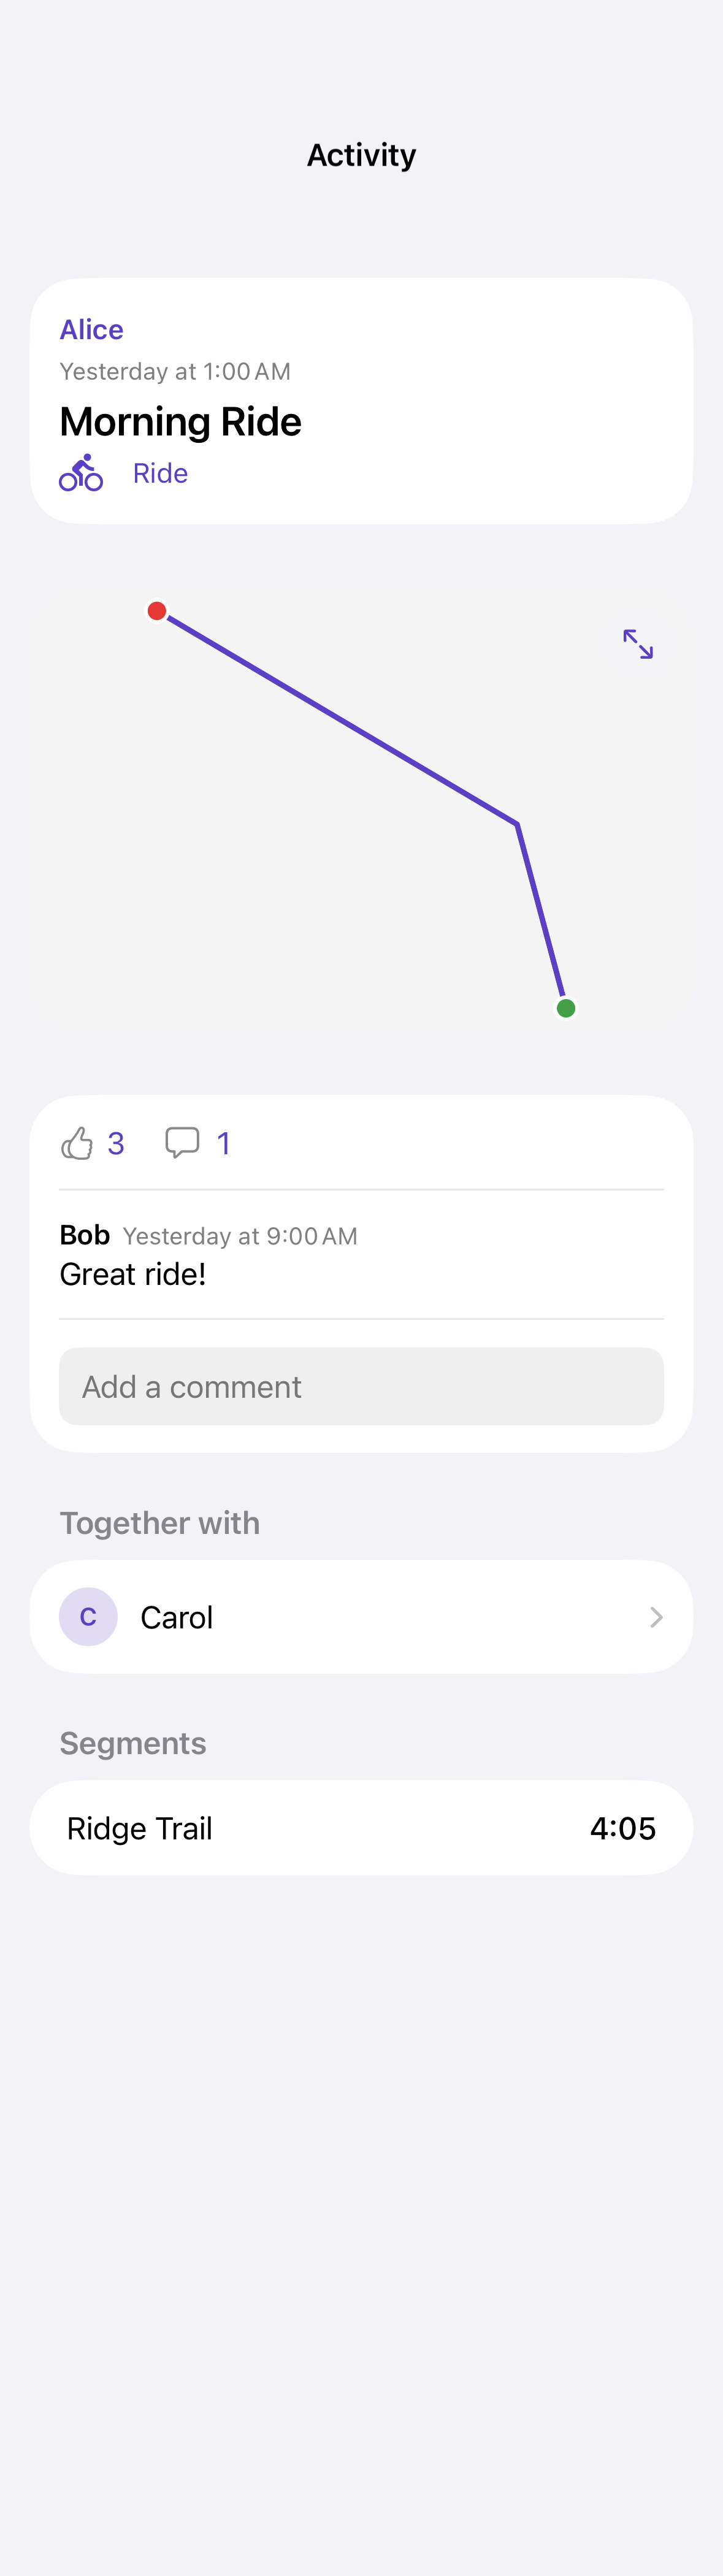 Activity
Alice
Yesterday at 1:00 AM
Morning Ride
Ride
3 1
Bob Yesterday at 9:00 AM
Great ride!
Add a comment
Together with
C Carol
Segments
Ridge Trail 4:05